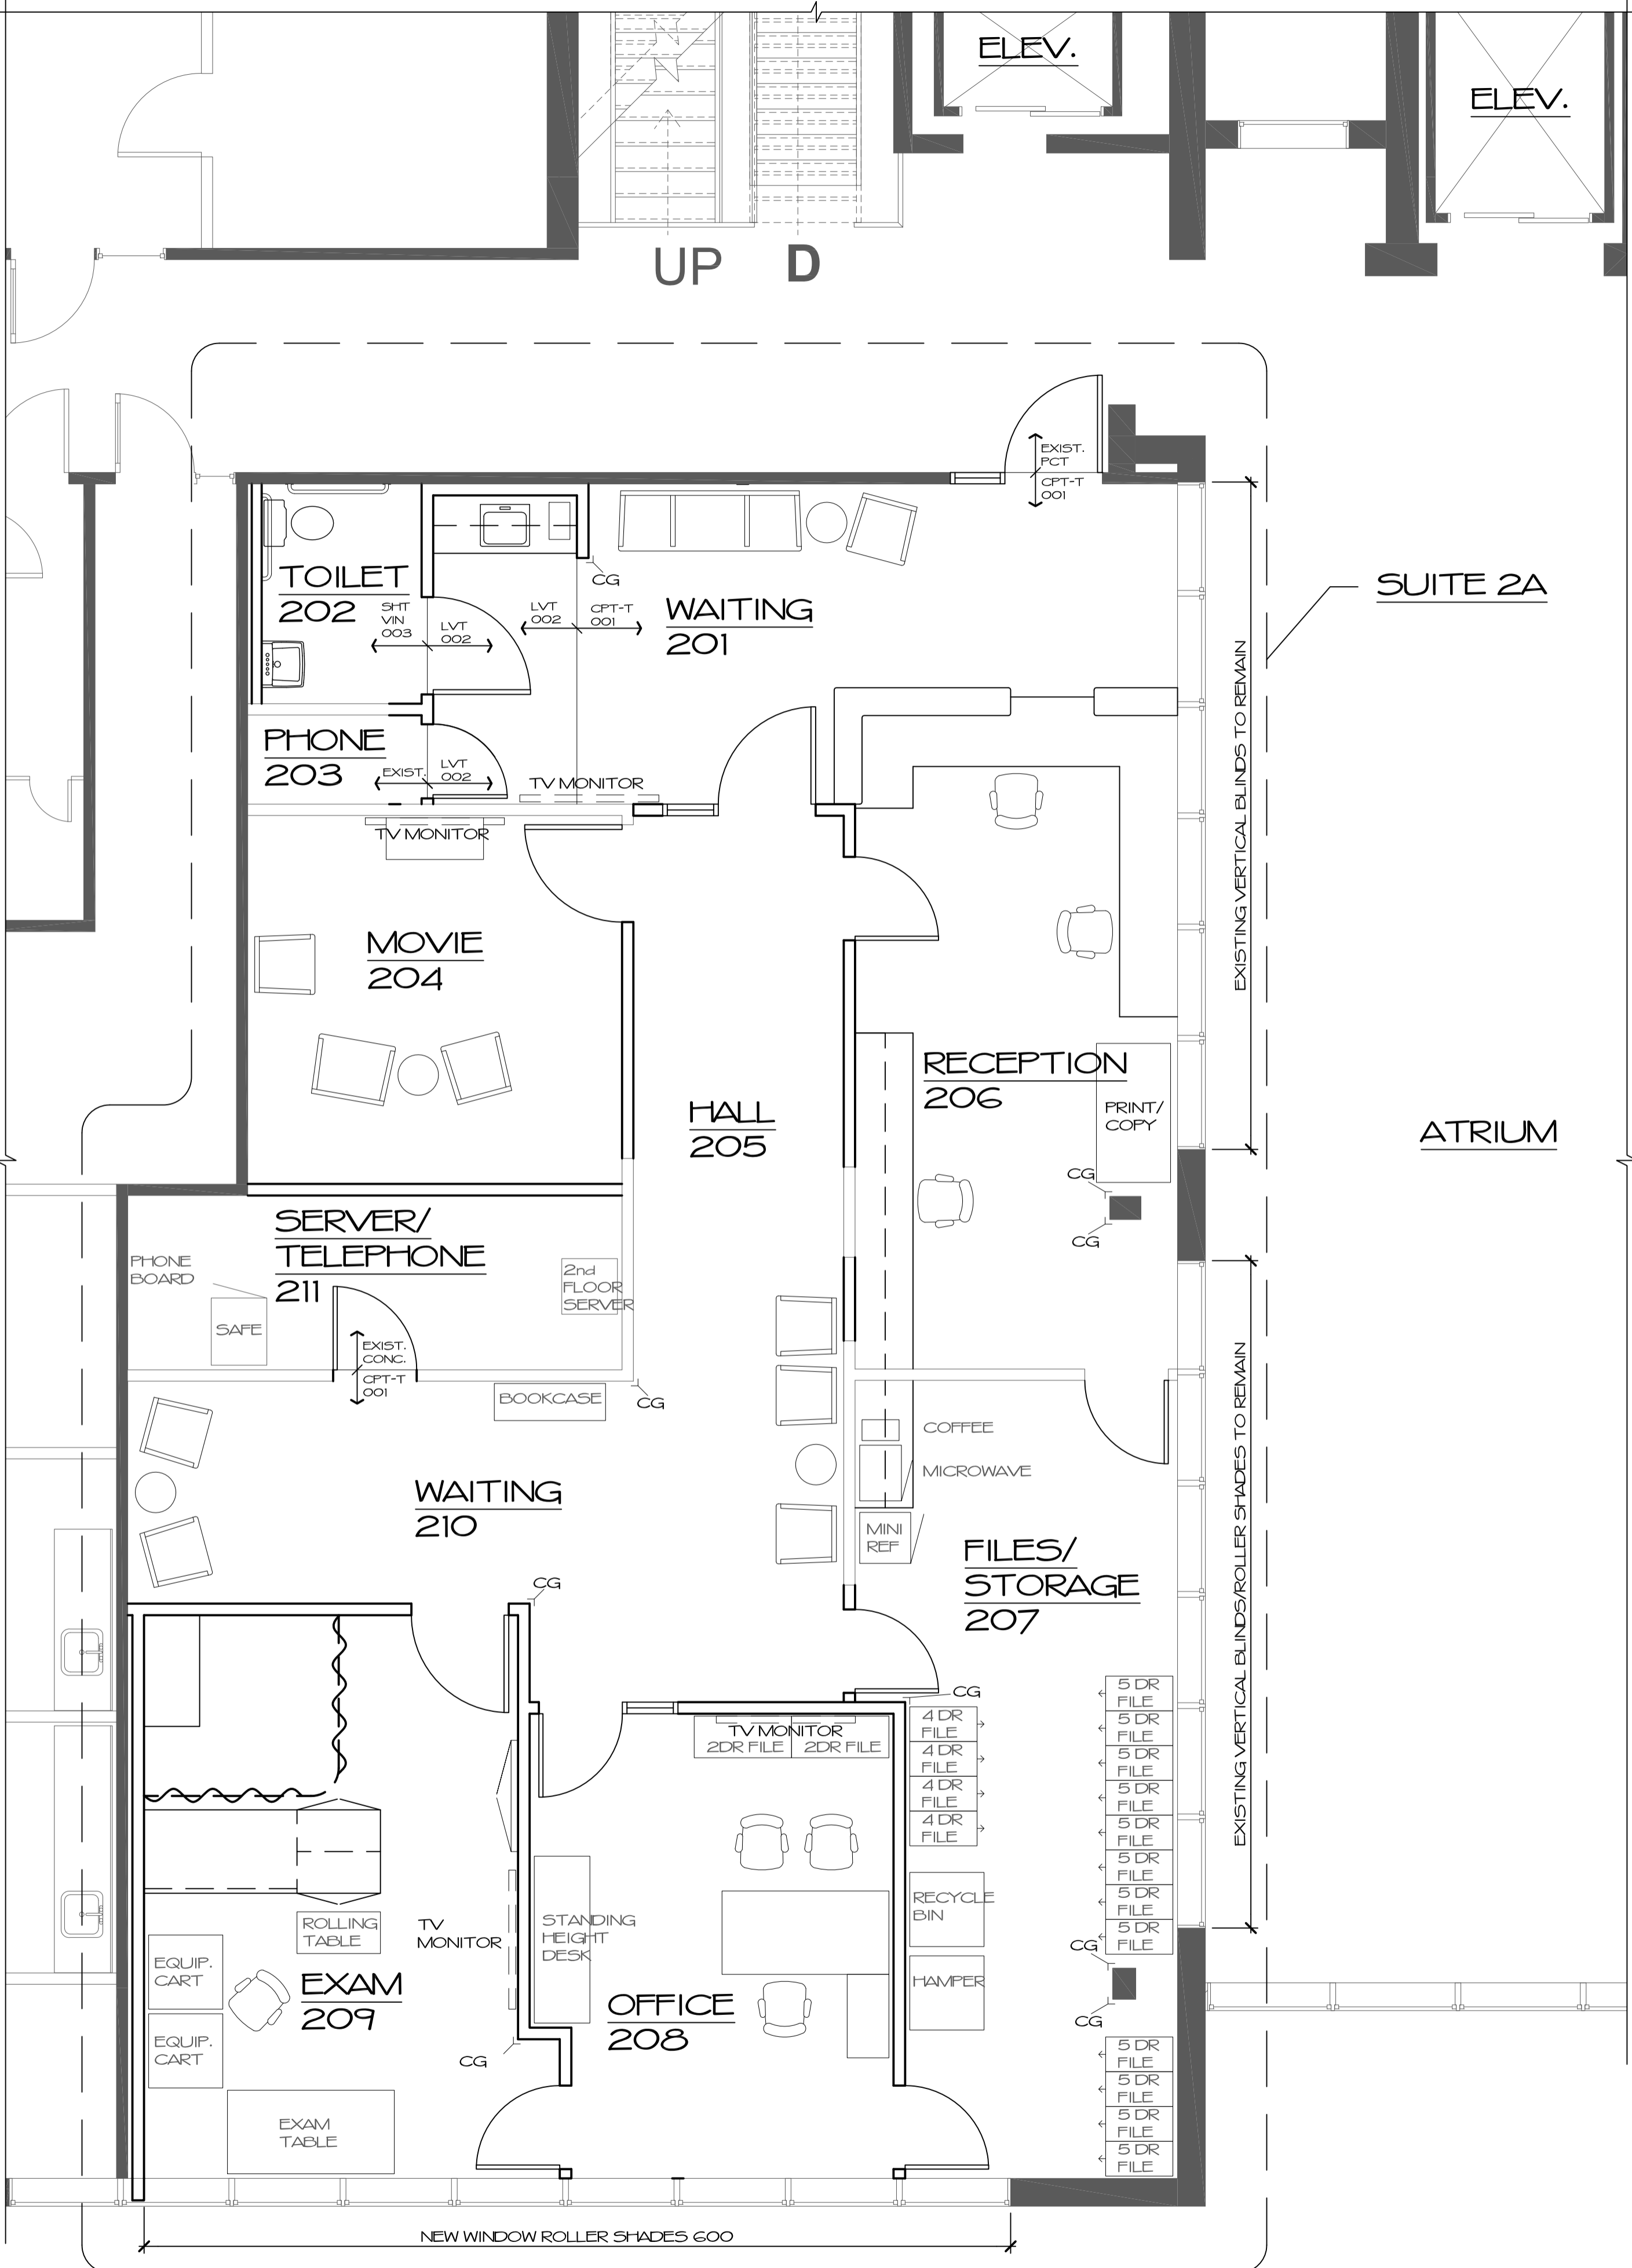 ELEV.
ELEV.
UP
D
EXIST.
PCT
CPT-T
001
SUITE 2A
CG
TOILET
202
SHT
VIN
003
LVT
002
LVT
002
CPT-T
001
WAITING
201
EXISTING VERTICAL BLINDS TO REMAIN
PHONE
203
EXIST.
LVT
002
TV MONITOR
TV MONITOR
MOVIE
204
HALL
205
RECEPTION
206
PRINT/
COPY
ATRIUM
CG
CG
SERVER/
TELEPHONE
211
PHONE
BOARD
SAFE
2nd
FLOOR
SERVER
EXIST.
CONC.
CPT-T
001
BOOKCASE
CG
COFFEE
MICROWAVE
MINI
REF
WAITING
210
FILES/
STORAGE
207
EXISTING VERTICAL BLINDS/ROLLER SHADES TO REMAIN
CG
CG
TV MONITOR
2DR FILE
2DR FILE
4 DR
FILE
4 DR
FILE
4 DR
FILE
4 DR
FILE
5 DR
FILE
5 DR
FILE
5 DR
FILE
5 DR
FILE
5 DR
FILE
5 DR
FILE
5 DR
FILE
5 DR
FILE
RECYCLE
BIN
HAMPER
CG
CG
ROLLING
TABLE
TV
MONITOR
STANDING
HEIGHT
DESK
EQUIP.
CART
EQUIP.
CART
EXAM
209
OFFICE
208
CG
EXAM
TABLE
5 DR
FILE
5 DR
FILE
5 DR
FILE
5 DR
FILE
NEW WINDOW ROLLER SHADES 600